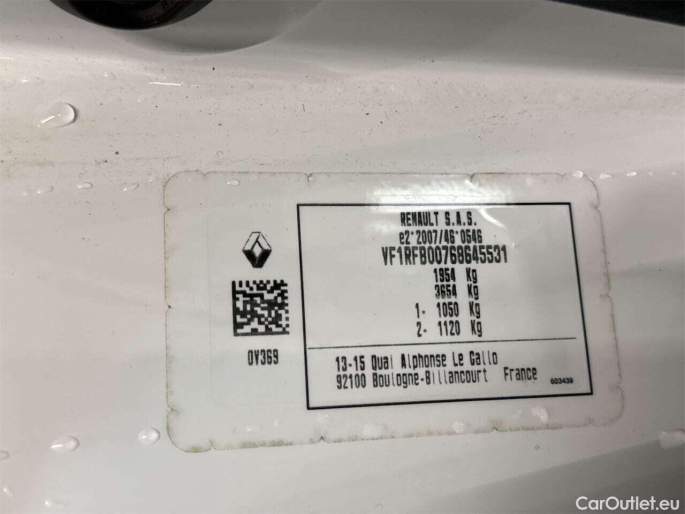 RENAULT S.A.S.
e2*2007/46*0546
VF1RFB00768645531
1954 Kg
3654 Kg
1- 1050 Kg
2- 1120 Kg
0V369
13-15 Quai Alphonse Le Gallo
92100 Boulogne-Billancourt France
603439
CarOutlet.eu